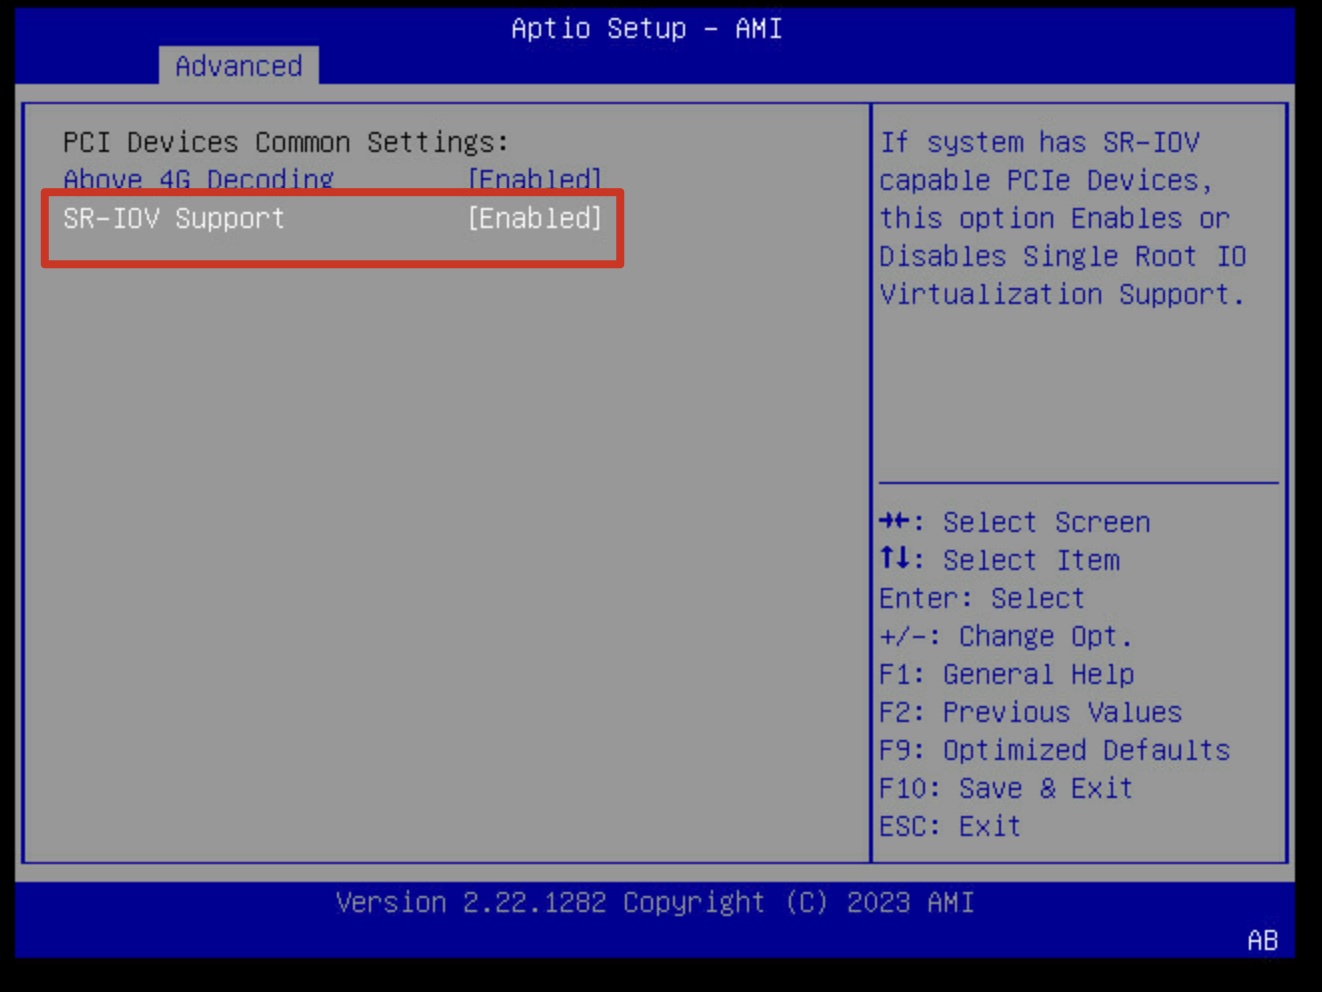 Aptio Setup – AMI
Advanced
PCI Devices Common Settings:
Above 4G Decoding [Enabled]
SR-IOV Support [Enabled]
If system has SR-IOV
capable PCIe Devices,
this option Enables or
Disables Single Root IO
Virtualization Support.
→←: Select Screen
↑↓: Select Item
Enter: Select
+/-: Change Opt.
F1: General Help
F2: Previous Values
F9: Optimized Defaults
F10: Save & Exit
ESC: Exit
Version 2.22.1282 Copyright (C) 2023 AMI
AB